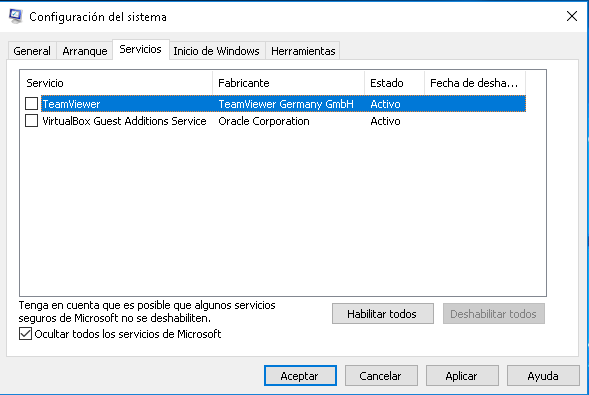 Configuración del sistema
General Arranque Servicios Inicio de Windows Herramientas
Servicio Fabricante Estado Fecha de desha...
TeamViewer TeamViewer Germany GmbH Activo
VirtualBox Guest Additions Service Oracle Corporation Activo
Tenga en cuenta que es posible que algunos servicios
seguros de Microsoft no se deshabiliten.
Habilitar todos Deshabilitar todos
Ocultar todos los servicios de Microsoft
Aceptar Cancelar Aplicar Ayuda